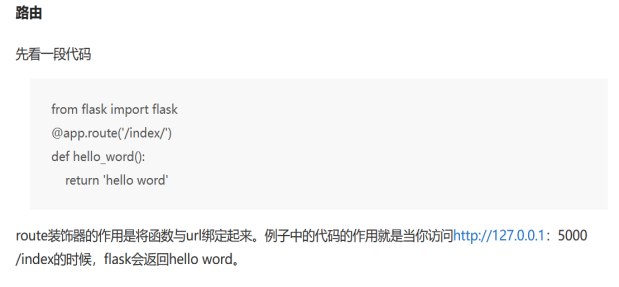 路由
先看一段代码
from flask import flask
@app.route('/index/')
def hello_word():
    return 'hello word'
route装饰器的作用是将函数与url绑定起来。例子中的代码的作用就是当你访问http://127.0.0.1：5000
/index的时候，flask会返回hello word。